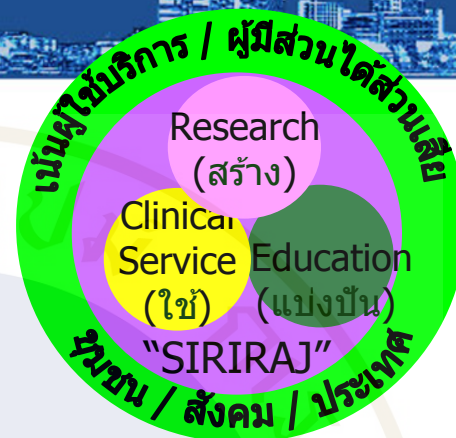 เน้นผู้ใช้บริการ / ผู้มีส่วนได้ส่วนเสีย
Research
(สร้าง)
Clinical
Service
(ใช้)
Education
(แบ่งปัน)
“SIRIRAJ”
ชุมชน / สังคม / ประเทศ